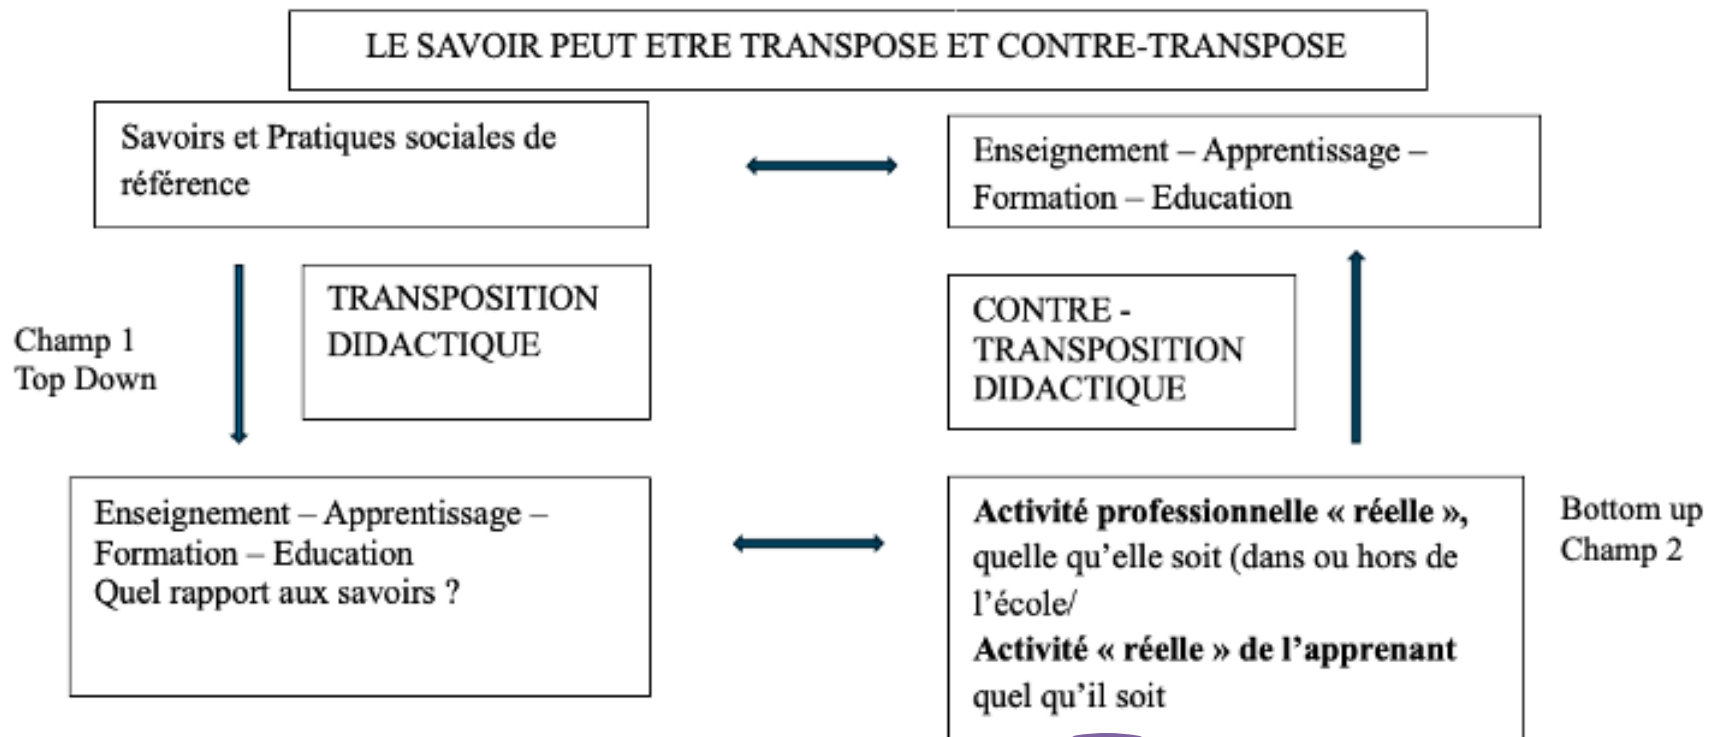 LE SAVOIR PEUT ETRE TRANSPOSE ET CONTRE-TRANSPOSE
Savoirs et Pratiques sociales de
référence
Enseignement – Apprentissage –
Formation – Education
Champ 1
Top Down
TRANSPOSITION
DIDACTIQUE
CONTRE -
TRANSPOSITION
DIDACTIQUE
Enseignement – Apprentissage –
Formation – Education
Quel rapport aux savoirs ?
Activité professionnelle « réelle »,
quelle qu’elle soit (dans ou hors de
l’école/
Activité « réelle » de l’apprenant
quel qu’il soit
Bottom up
Champ 2